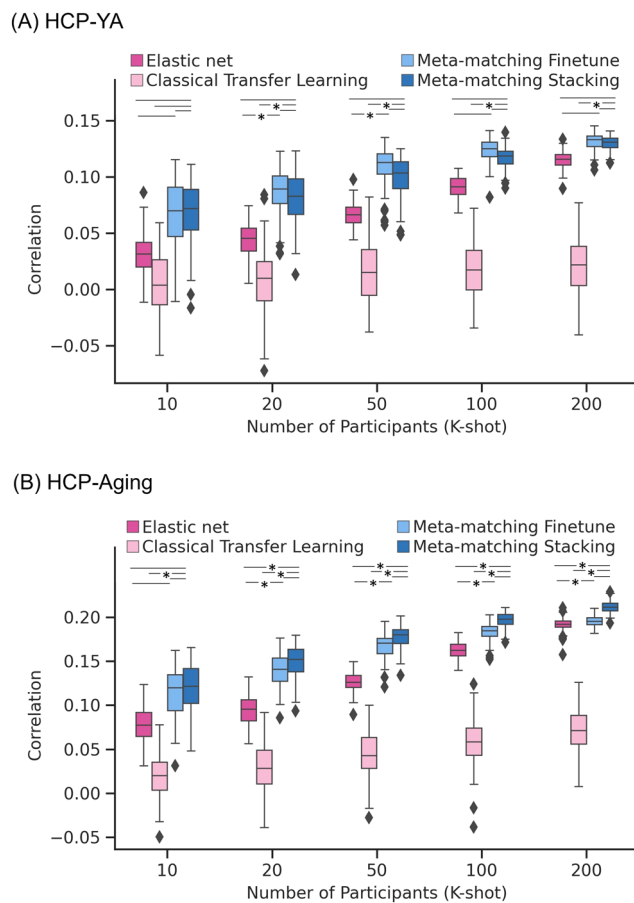 (A) HCP-YA
Elastic net
Meta-matching Finetune
Classical Transfer Learning
Meta-matching Stacking
*
* *
* *
*
*
0.15
0.10
0.05
0.00
−0.05
Correlation
10 20 50 100 200
Number of Participants (K-shot)
(B) HCP-Aging
Elastic net
Meta-matching Finetune
Classical Transfer Learning
Meta-matching Stacking
* * * *
* * * * *
* * * *
0.20
0.15
0.10
0.05
0.00
−0.05
Correlation
10 20 50 100 200
Number of Participants (K-shot)